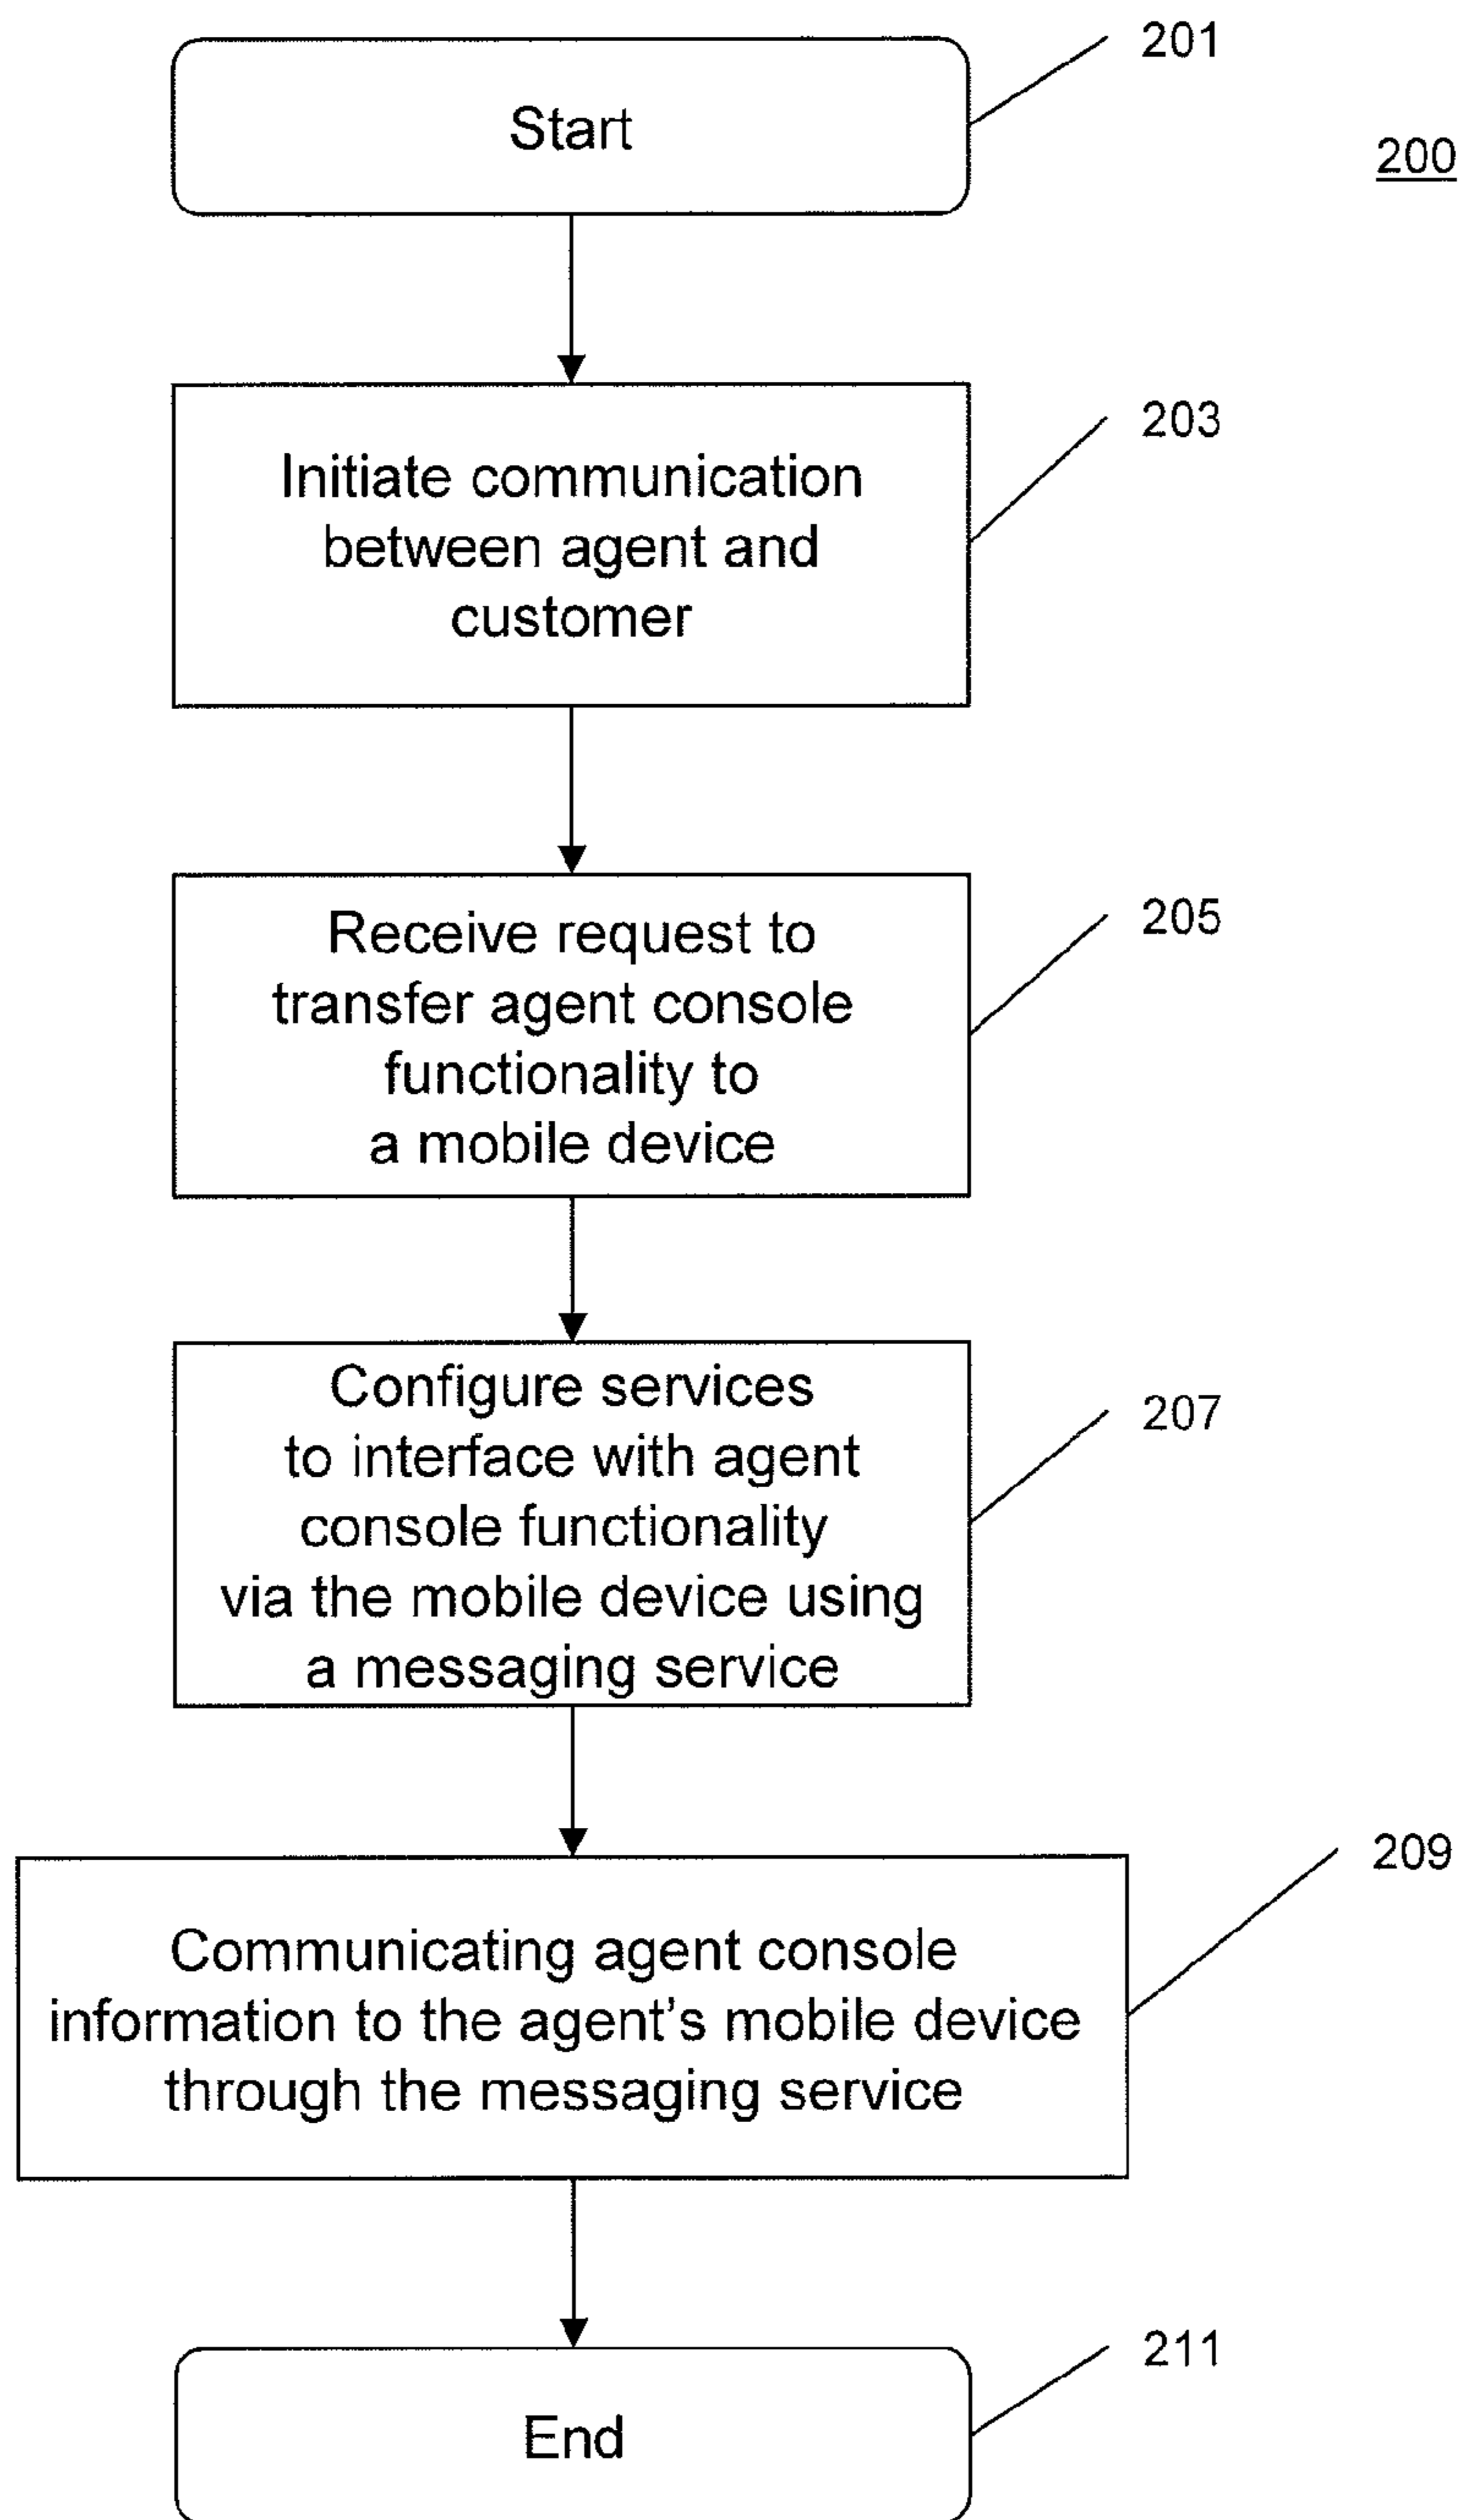 201
Start
200
203
Initiate communication
between agent and
customer
205
Receive request to
transfer agent console
functionality to
a mobile device
207
Configure services
to interface with agent
console functionality
via the mobile device using
a messaging service
209
Communicating agent console
information to the agent's mobile device
through the messaging service
211
End